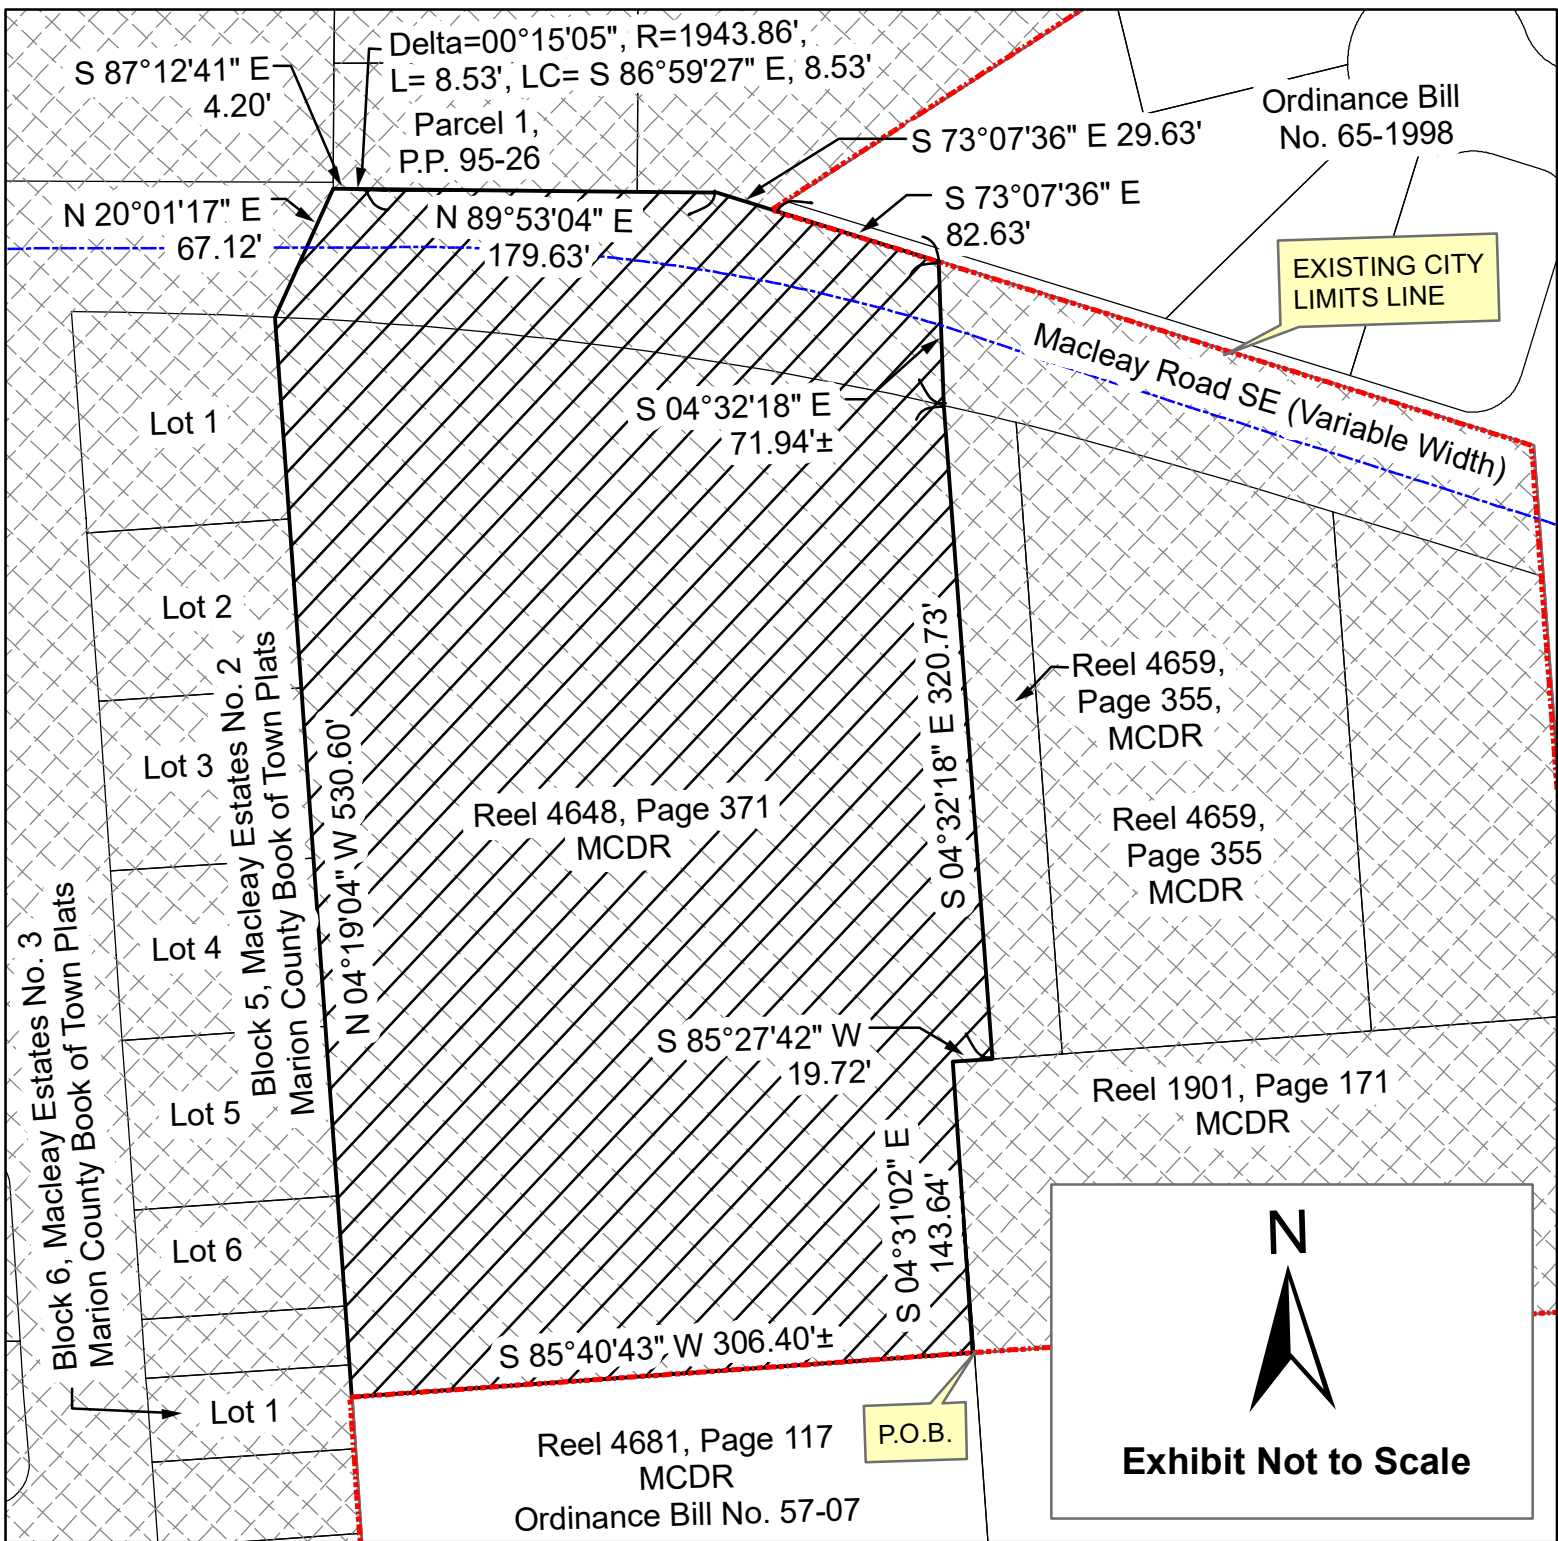 Delta=00°15'05", R=1943.86',
L= 8.53', LC= S 86°59'27" E, 8.53'
S 87°12'41" E
4.20'
Parcel 1,
P.P. 95-26
S 73°07'36" E 29.63'
Ordinance Bill
No. 65-1998
N 20°01'17" E
67.12'
N 89°53'04" E
179.63'
S 73°07'36" E
82.63'
EXISTING CITY
LIMITS LINE
Macleay Road SE (Variable Width)
S 04°32'18" E
71.94'±
Lot 1
Lot 2
Lot 3
Lot 4
Lot 5
Lot 6
Lot 1
Block 5, Macleay Estates No. 2
Marion County Book of Town Plats
Block 6, Macleay Estates No. 3
Marion County Book of Town Plats
N 04°19'04" W 530.60'
Reel 4648, Page 371
MCDR
S 04°32'18" E 320.73'
Reel 4659,
Page 355,
MCDR
Reel 4659,
Page 355
MCDR
S 85°27'42" W
19.72'
Reel 1901, Page 171
MCDR
S 04°31'02" E
143.64'
S 85°40'43" W 306.40'±
P.O.B.
Reel 4681, Page 117
MCDR
Ordinance Bill No. 57-07
N
Exhibit Not to Scale